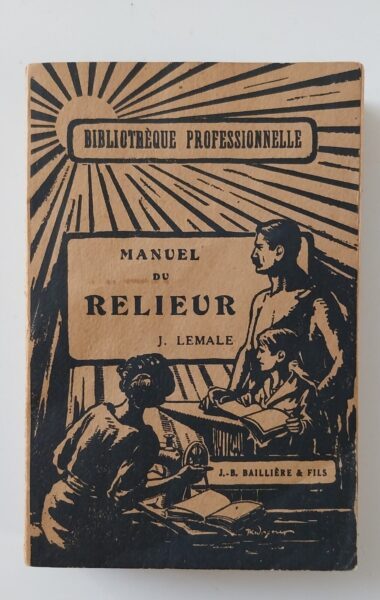 BIBLIOTHÈQUE PROFESSIONNELLE
MANUEL
DU
RELIEUR
J. LEMALE
J.-B. BAILLIÈRE & FILS